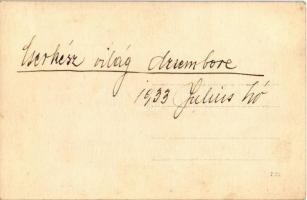 Cserkész világ dzsembore
1933 Julius hó